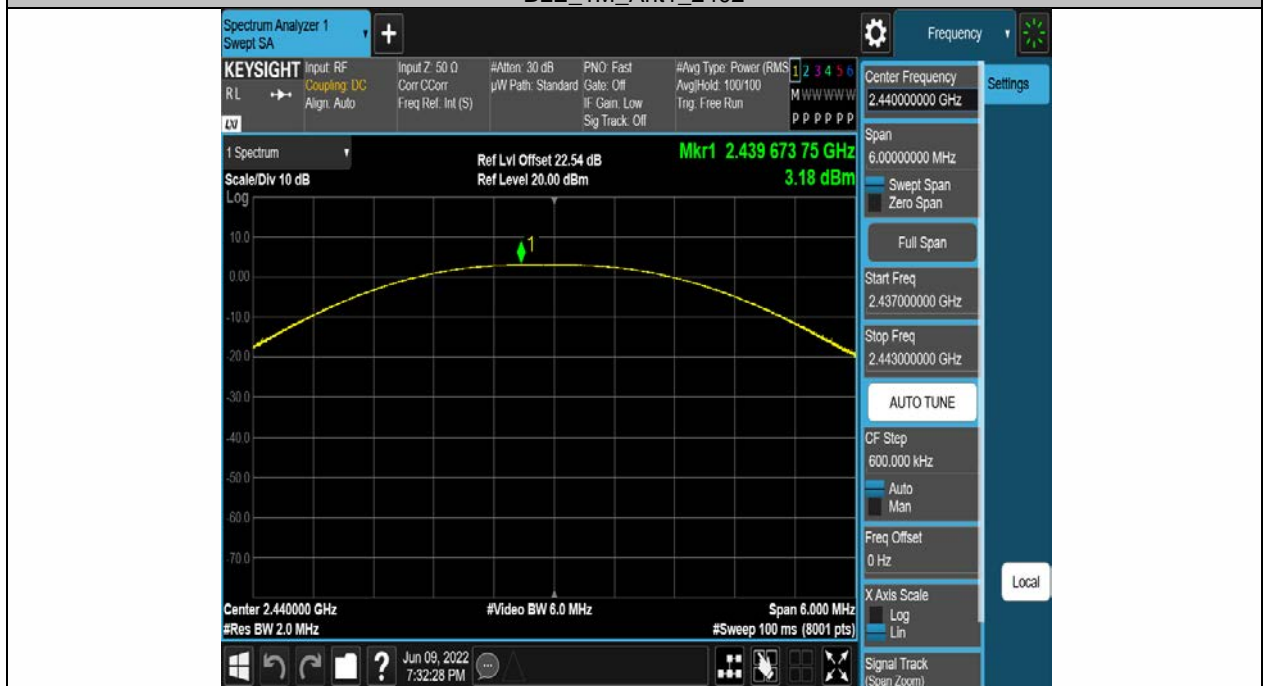 BLE_1M_Ant1_2402
Spectrum Analyzer 1
Swept SA
Frequency
KEYSIGHT
RL
LXI
Input: RF
Coupling: DC
Align: Auto
Input Z: 50 Ω
Corr CCorr
Freq Ref: Int (S)
#Atten: 30 dB
µW Path: Standard
PNO: Fast
Gate: Off
IF Gain: Low
Sig Track: Off
#Avg Type: Power (RMS
Avg|Hold: 100/100
Trig: Free Run
1 2 3 4 5 6
M W W W W W
P P P P P P
1 Spectrum
Scale/Div 10 dB
Log
Ref Lvl Offset 22.54 dB
Ref Level 20.00 dBm
Mkr1 2.439 673 75 GHz
3.18 dBm
1
10.0
0.00
-10.0
-20.0
-30.0
-40.0
-50.0
-60.0
-70.0
Center 2.440000 GHz
#Res BW 2.0 MHz
#Video BW 6.0 MHz
Span 6.000 MHz
#Sweep 100 ms (8001 pts)
Jun 09, 2022
7:32:28 PM
Center Frequency
2.440000000 GHz
Span
6.00000000 MHz
Swept Span
Zero Span
Full Span
Start Freq
2.437000000 GHz
Stop Freq
2.443000000 GHz
AUTO TUNE
CF Step
600.000 kHz
Auto
Man
Freq Offset
0 Hz
X Axis Scale
Log
Lin
Signal Track
(Span Zoom)
Settings
Local